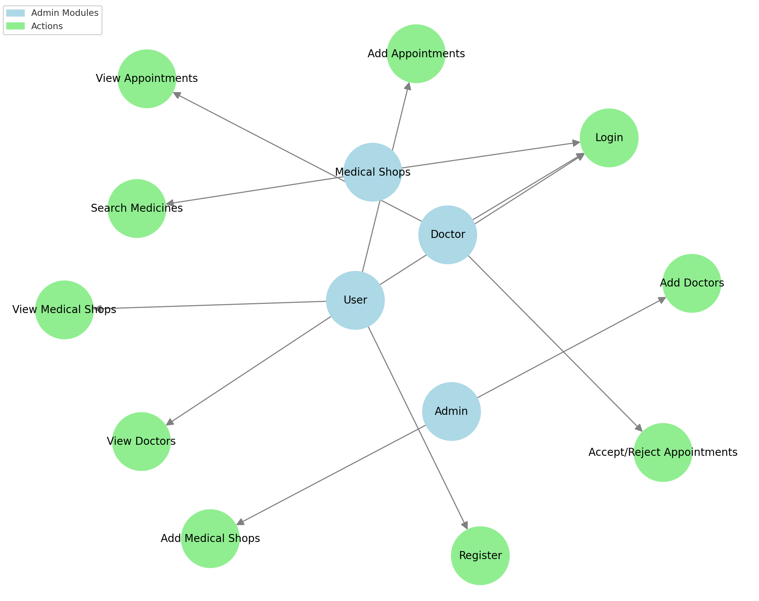 Admin Modules
Actions
Add Appointments
View Appointments
Login
Medical Shops
Search Medicines
Doctor
Add Doctors
User
View Medical Shops
Admin
View Doctors
Accept/Reject Appointments
Add Medical Shops
Register